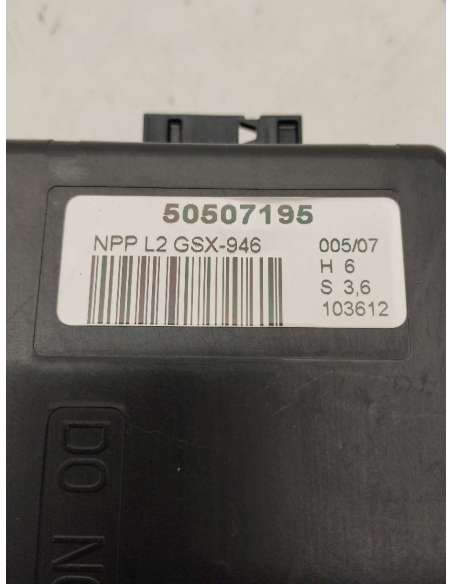 50507195
NPP L2 GSX-946 005/07
H 6
S 3,6
103612
DO NO